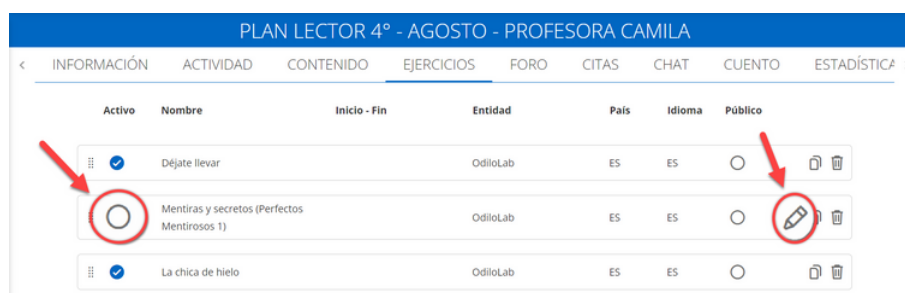 PLAN LECTOR 4° - AGOSTO - PROFESORA CAMILA
< INFORMACIÓN ACTIVIDAD CONTENIDO EJERCICIOS FORO CITAS CHAT CUENTO ESTADÍSTICA
Activo Nombre Inicio - Fin Entidad País Idioma Público
Déjate llevar OdiloLab ES ES
Mentiras y secretos (Perfectos
Mentirosos 1) OdiloLab ES ES
La chica de hielo OdiloLab ES ES